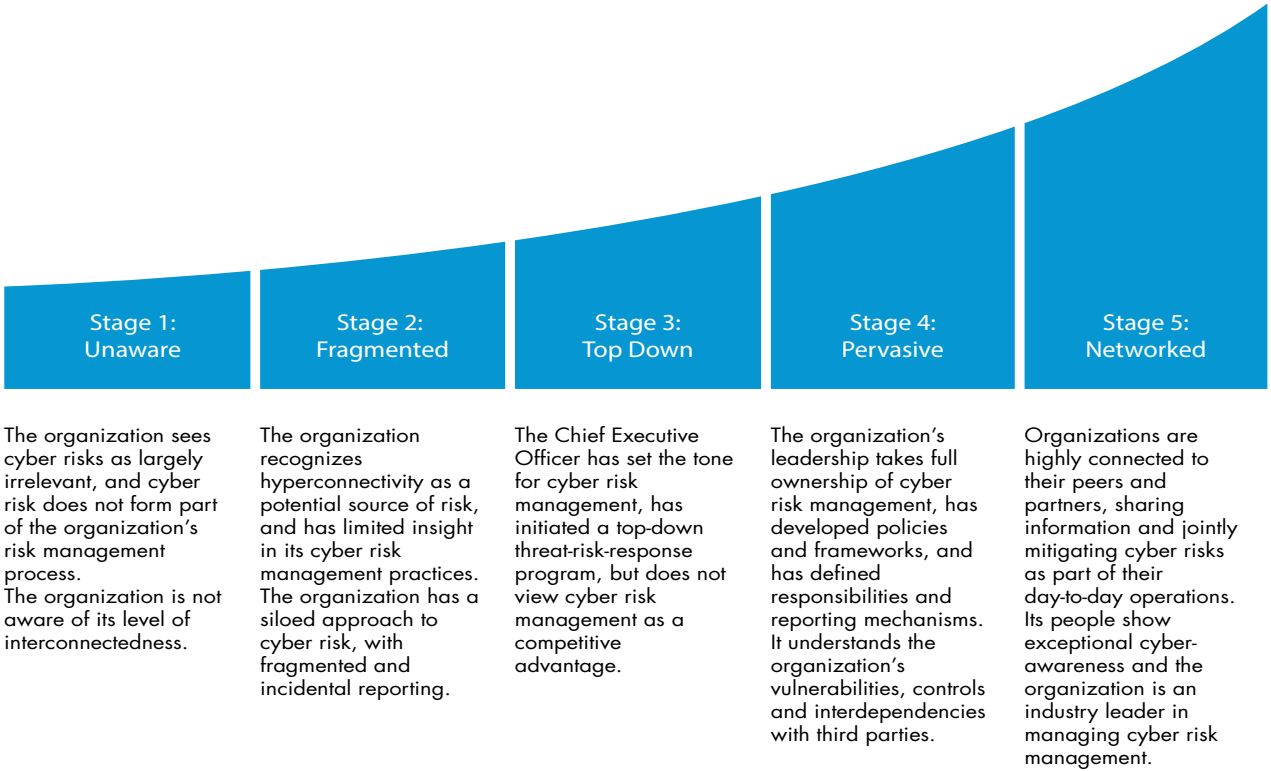 Stage 1:
Unaware
Stage 2:
Fragmented
Stage 3:
Top Down
Stage 4:
Pervasive
Stage 5:
Networked
The organization sees
cyber risks as largely
irrelevant, and cyber
risk does not form part
of the organization’s
risk management
process.
The organization is not
aware of its level of
interconnectedness.
The organization
recognizes
hyperconnectivity as a
potential source of risk,
and has limited insight
in its cyber risk
management practices.
The organization has a
siloed approach to
cyber risk, with
fragmented and
incidental reporting.
The Chief Executive
Officer has set the tone
for cyber risk
management, has
initiated a top-down
threat-risk-response
program, but does not
view cyber risk
management as a
competitive
advantage.
The organization’s
leadership takes full
ownership of cyber
risk management, has
developed policies
and frameworks, and
has defined
responsibilities and
reporting mechanisms.
It understands the
organization’s
vulnerabilities, controls
and interdependencies
with third parties.
Organizations are
highly connected to
their peers and
partners, sharing
information and jointly
mitigating cyber risks
as part of their
day-to-day operations.
Its people show
exceptional cyber-
awareness and the
organization is an
industry leader in
managing cyber risk
management.